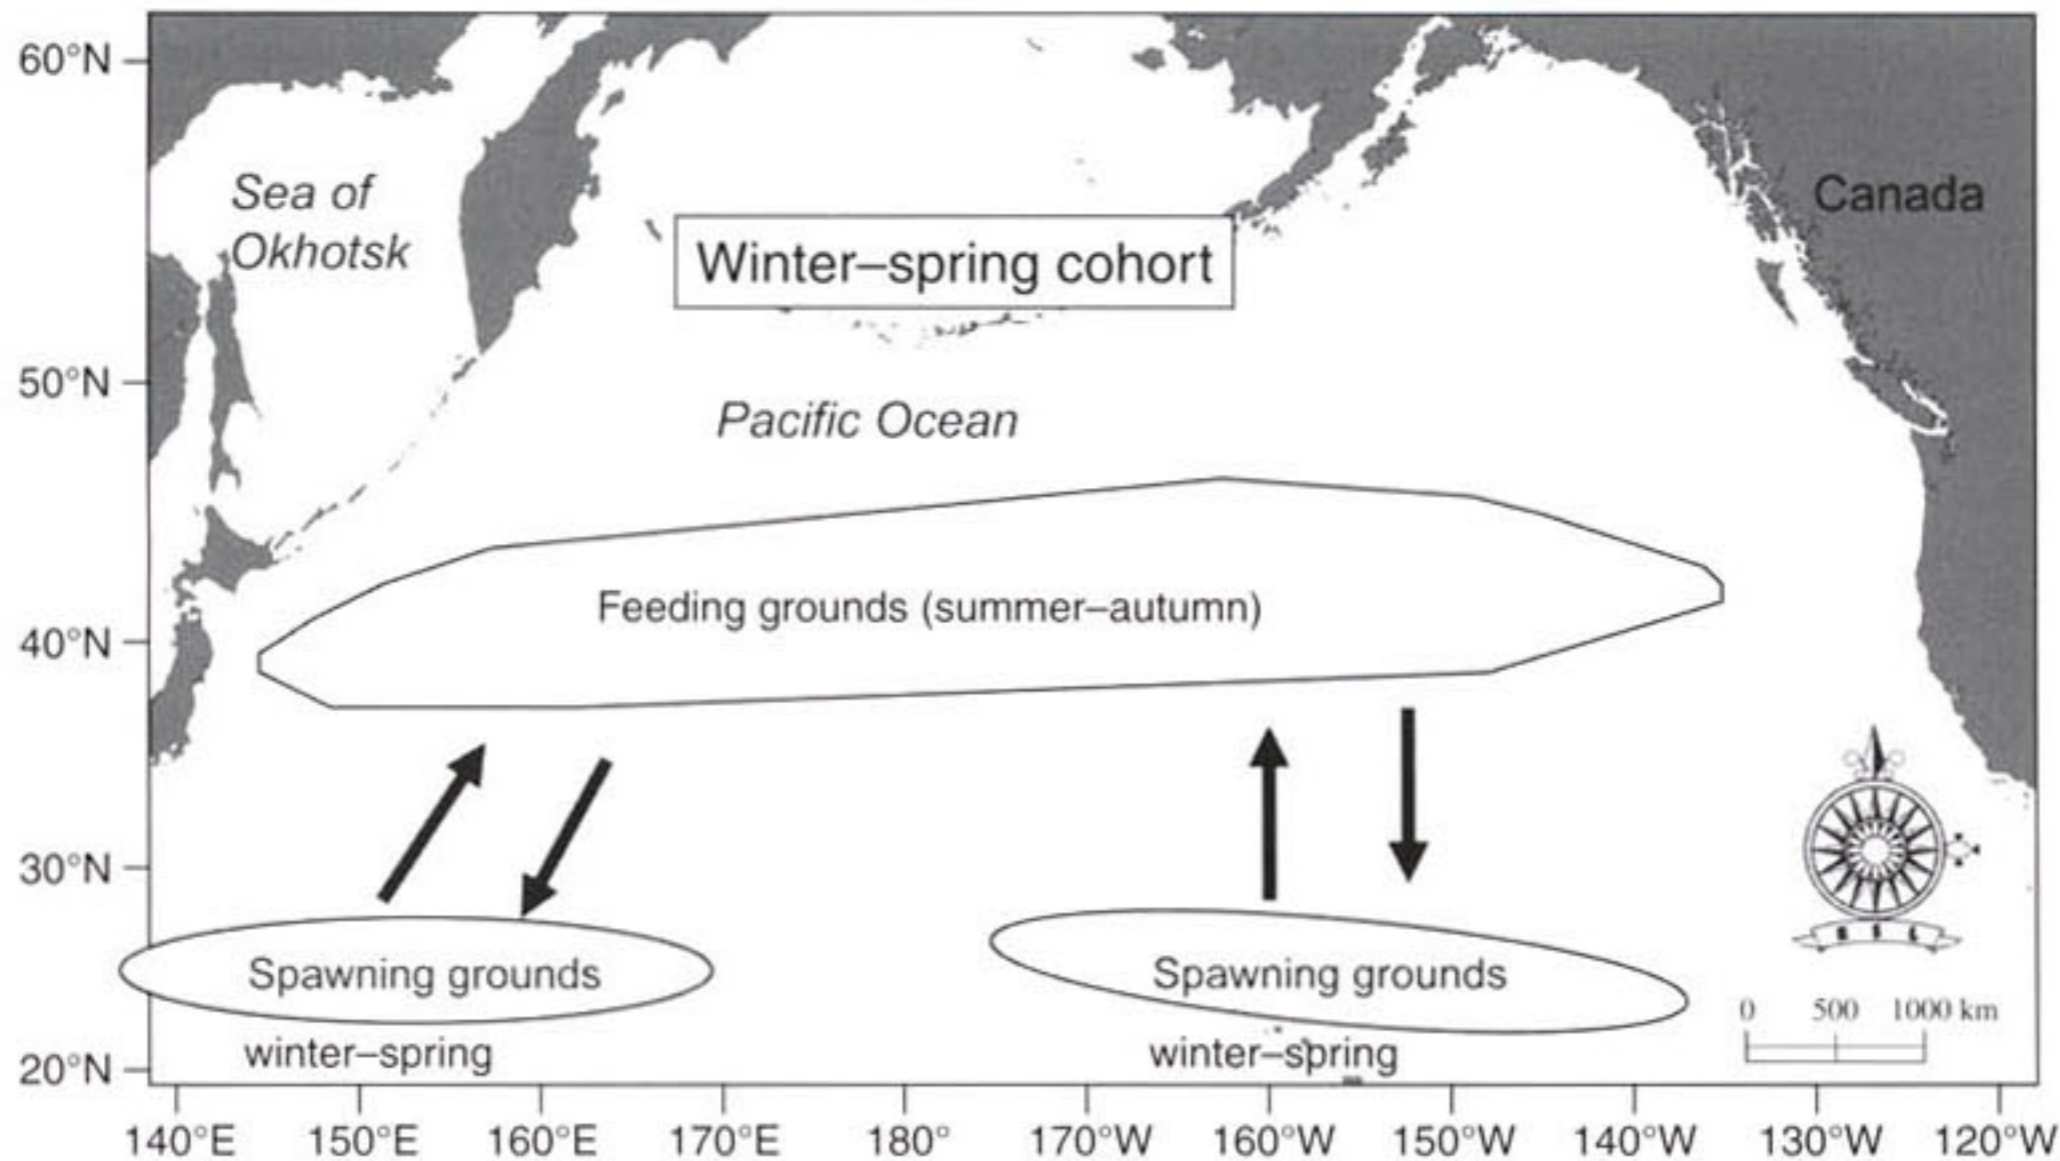 60°N
50°N
40°N
30°N
20°N
Sea of
Okhotsk
Canada
Winter–spring cohort
Pacific Ocean
Feeding grounds (summer–autumn)
Spawning grounds
winter–spring
Spawning grounds
winter–spring
0 500 1000 km
140°E 150°E 160°E 170°E 180° 170°W 160°W 150°W 140°W 130°W 120°W